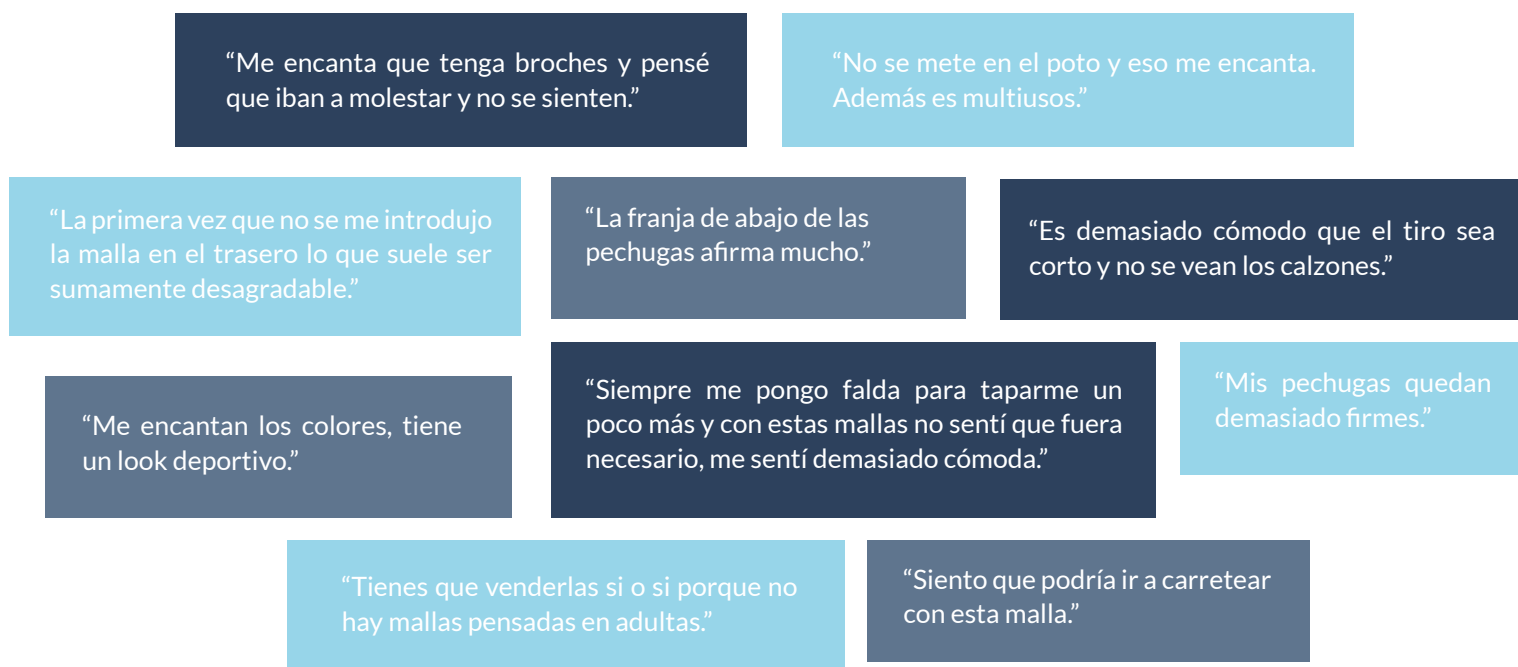 “Me encanta que tenga broches y pensé
que iban a molestar y no se sienten.”
“No se mete en el poto y eso me encanta.
Además es multiusos.”
“La primera vez que no se me introdujo
la malla en el trasero lo que suele ser
sumamente desagradable.”
“La franja de abajo de las
pechugas afirma mucho.”
“Es demasiado cómodo que el tiro sea
corto y no se vean los calzones.”
“Me encantan los colores, tiene
un look deportivo.”
“Siempre me pongo falda para taparme un
poco más y con estas mallas no sentí que fuera
necesario, me sentí demasiado cómoda.”
“Mis pechugas quedan
demasiado firmes.”
“Tienes que venderlas si o si porque no
hay mallas pensadas en adultas.”
“Siento que podría ir a carretear
con esta malla.”